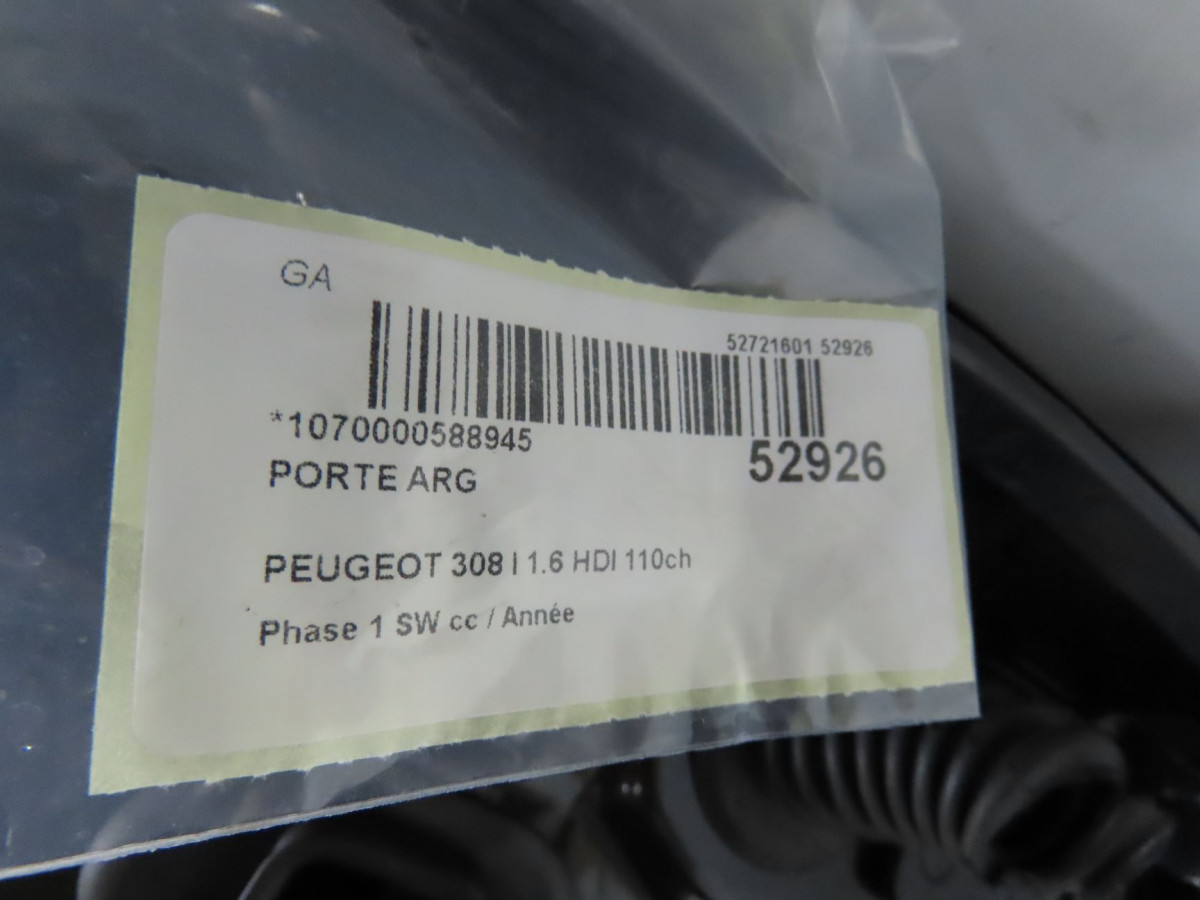 GA
52721601 52926
*1070000588945
52926
PORTE ARG
PEUGEOT 308 I 1.6 HDI 110ch
Phase 1 SW cc / Année